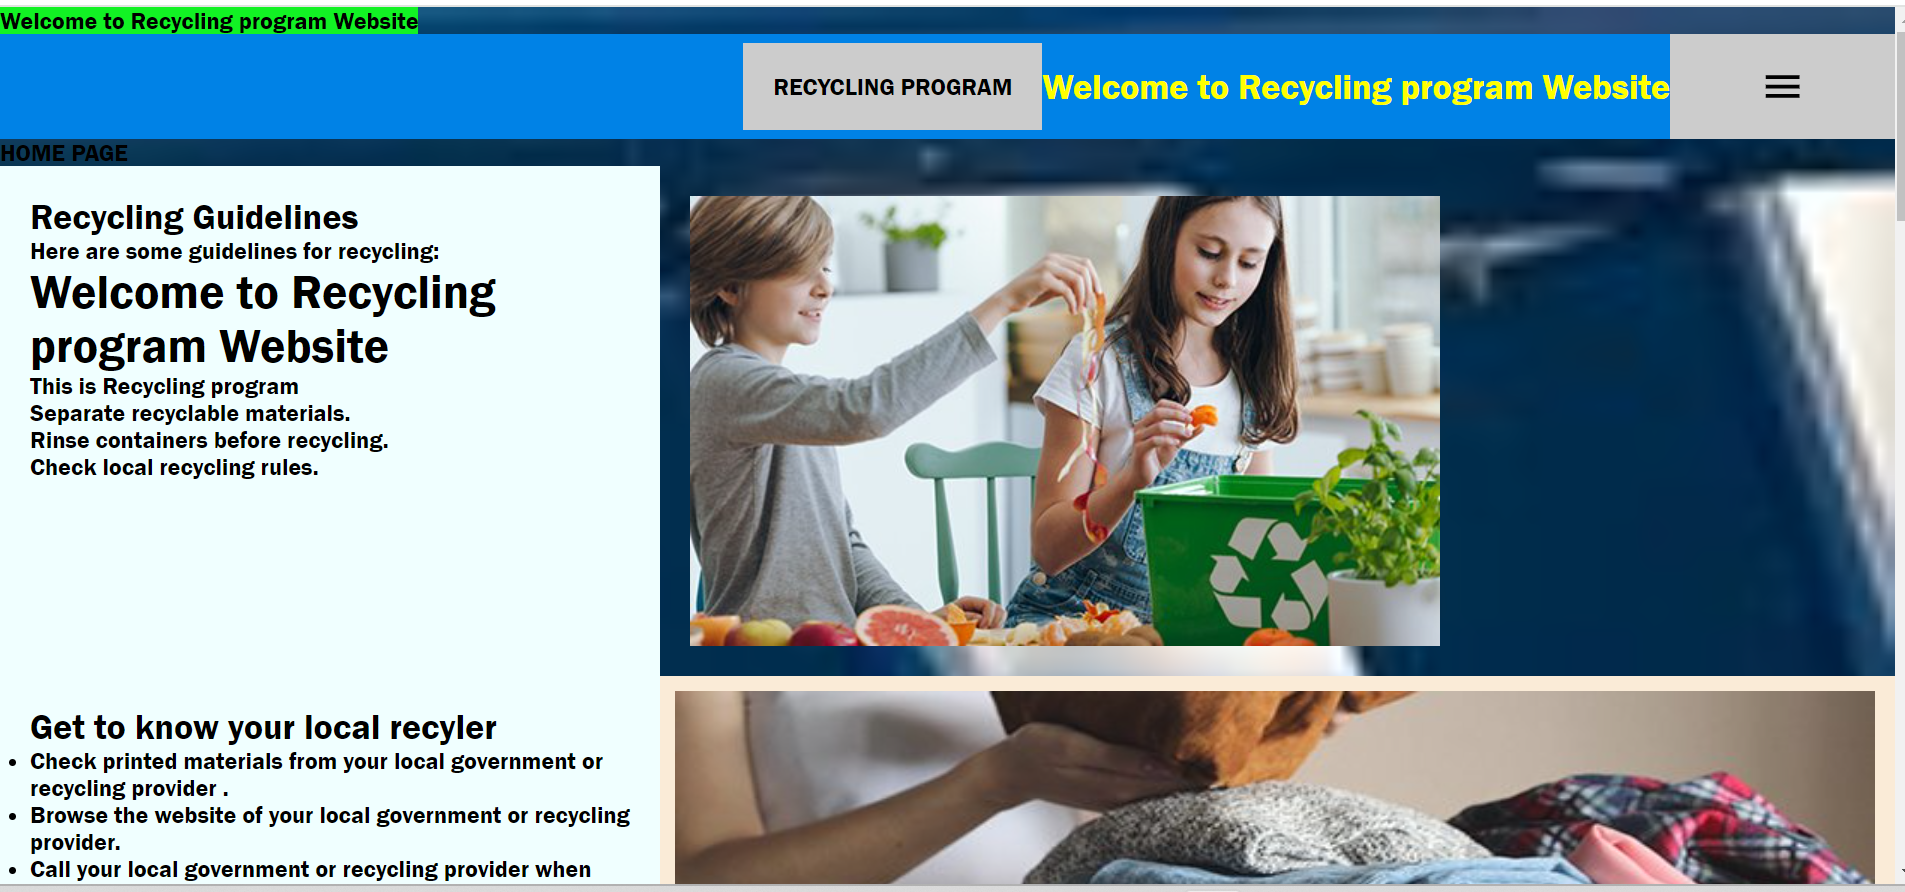 Welcome to Recycling program Website
RECYCLING PROGRAM
Welcome to Recycling program Website
HOME PAGE
Recycling Guidelines
Here are some guidelines for recycling:
Welcome to Recycling
program Website
This is Recycling program
Separate recyclable materials.
Rinse containers before recycling.
Check local recycling rules.
Get to know your local recyler
Check printed materials from your local government or
recycling provider .
Browse the website of your local government or recycling
provider.
Call your local government or recycling provider when